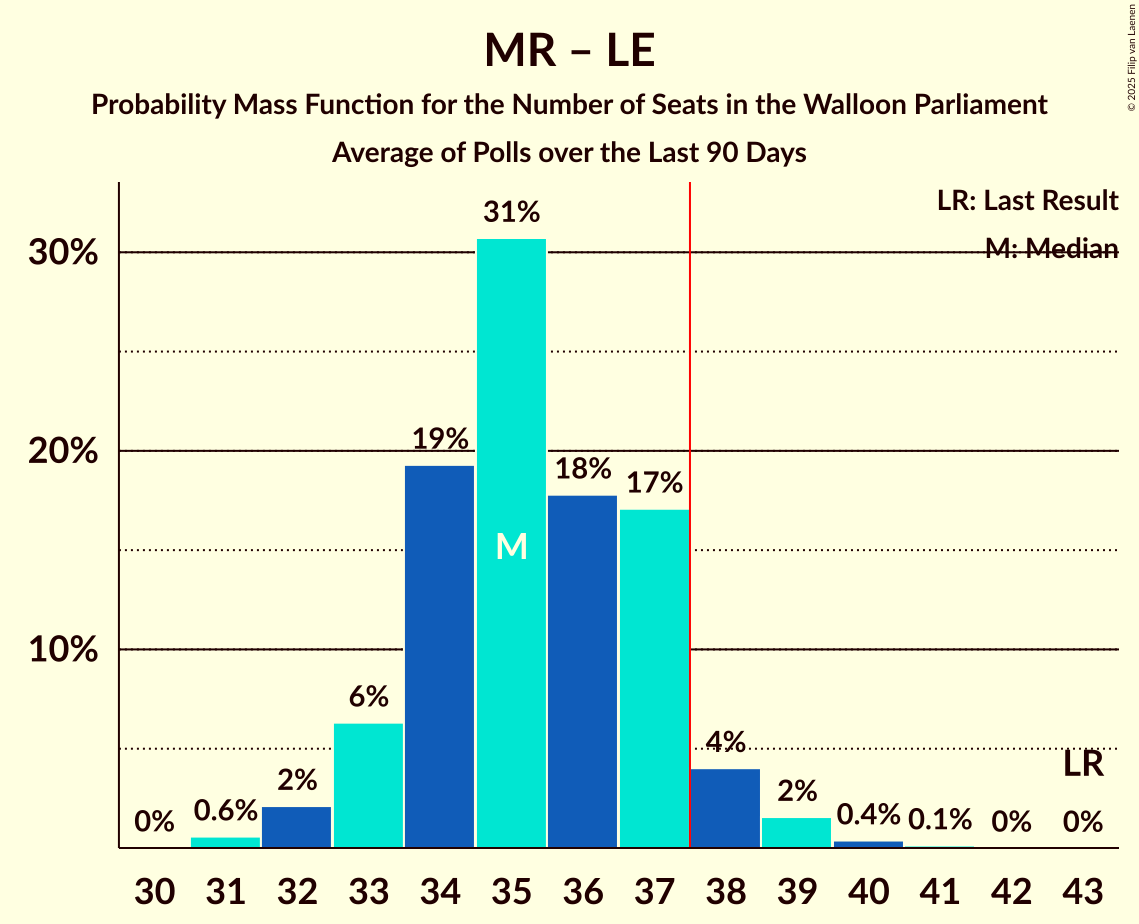 MR – LE
Probability Mass Function for the Number of Seats in the Walloon Parliament
Average of Polls over the Last 90 Days
© 2025 Filip van Laenen
LR: Last Result
M: Median
30%
20%
10%
0%
0.6%
2%
6%
19%
31%
18%
17%
4%
2%
0.4%
0.1%
0%
0%
M
LR
30 31 32 33 34 35 36 37 38 39 40 41 42 43